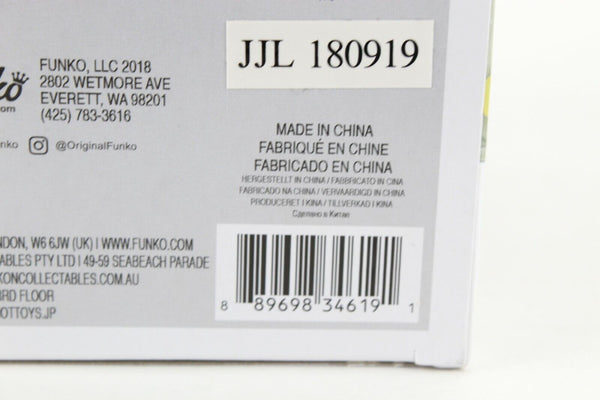 JJL 180919
FUNKO, LLC 2018
2802 WETMORE AVE
EVERETT, WA 98201
(425) 783-3616
@OriginalFunko
MADE IN CHINA
FABRIQUÉ EN CHINE
FABRICADO EN CHINA
HERGESTELLT IN CHINA / FABBRICATO IN CINA
FABRICADO NA CHINA / VERVAARDIGD IN CHINA
PRODUCERET I KINA / TILLVERKAD I KINA
Сделано в Китае
NDON, W6 6JW (UK) | WWW.FUNKO.COM
TABLES PTY LTD | 49-59 SEABEACH PARADE
KONCOLLECTABLES.COM.AU
3RD FLOOR
OTTOYS.JP
8 89698 34619 1